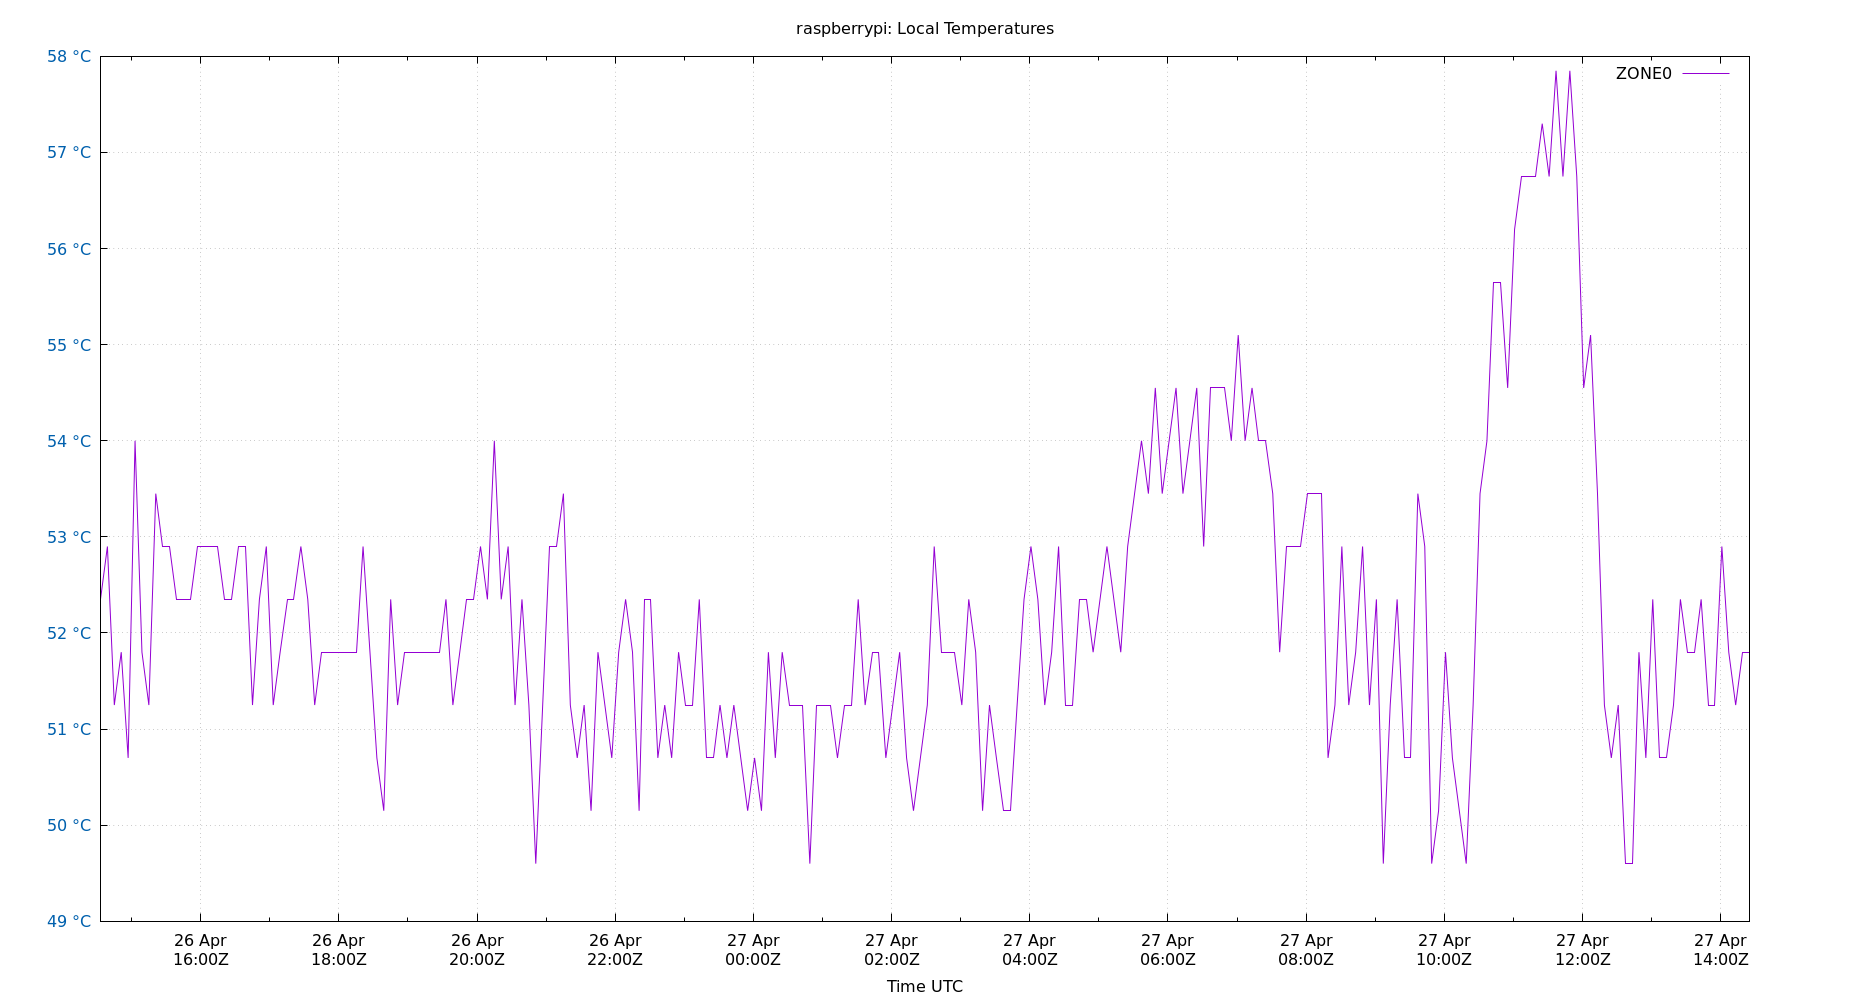 raspberrypi: Local Temperatures
58 °C
ZONE0
57 °C
56 °C
55 °C
54 °C
53 °C
52 °C
51 °C
50 °C
49 °C
26 Apr 26 Apr 26 Apr 26 Apr 27 Apr 27 Apr 27 Apr 27 Apr 27 Apr 27 Apr 27 Apr 27 Apr
16:00Z 18:00Z 20:00Z 22:00Z 00:00Z 02:00Z 04:00Z 06:00Z 08:00Z 10:00Z 12:00Z 14:00Z
Time UTC